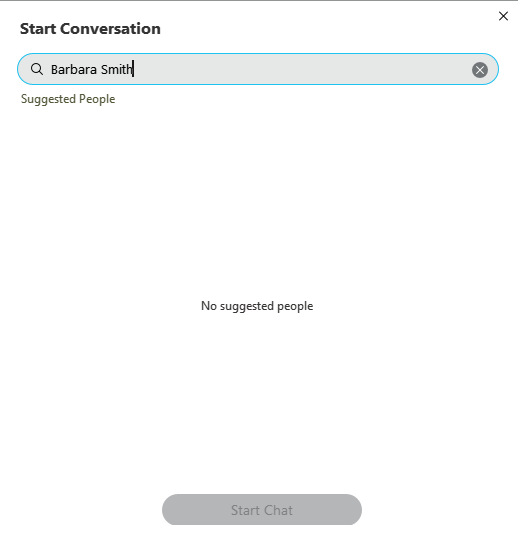 Start Conversation
Barbara Smith
Suggested People
No suggested people
Start Chat